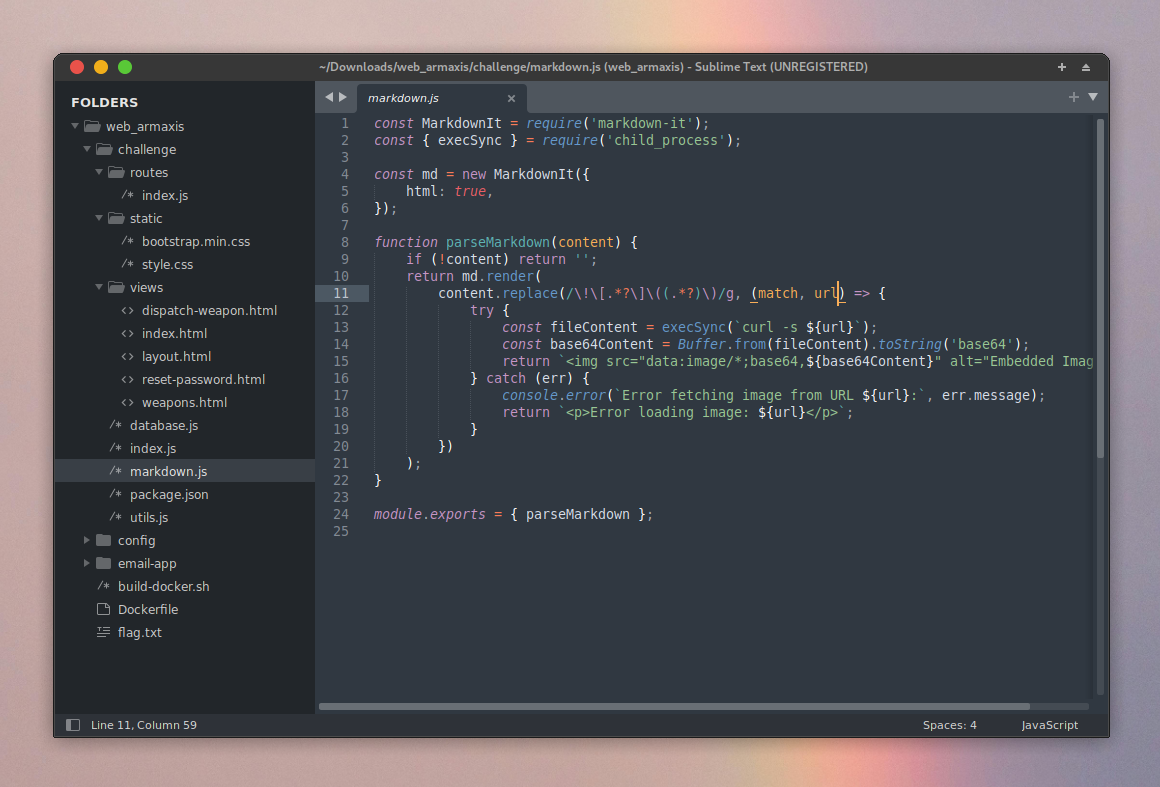 ~/Downloads/web_armaxis/challenge/markdown.js (web_armaxis) - Sublime Text (UNREGISTERED)
FOLDERS
web_armaxis
challenge
routes
/* index.js
static
/* bootstrap.min.css
/* style.css
views
<> dispatch-weapon.html
<> index.html
<> layout.html
<> reset-password.html
<> weapons.html
/* database.js
/* index.js
/* markdown.js
/* package.json
/* utils.js
config
email-app
/* build-docker.sh
Dockerfile
flag.txt
markdown.js
1 const MarkdownIt = require('markdown-it');
2 const { execSync } = require('child_process');
3
4 const md = new MarkdownIt({
5     html: true,
6 });
7
8 function parseMarkdown(content) {
9     if (!content) return '';
10     return md.render(
11         content.replace(/\!\[.*?\]\((.*?)\)/g, (match, url) => {
12             try {
13                 const fileContent = execSync(`curl -s ${url}`);
14                 const base64Content = Buffer.from(fileContent).toString('base64');
15                 return `<img src="data:image/*;base64,${base64Content}" alt="Embedded Imag
16             } catch (err) {
17                 console.error(`Error fetching image from URL ${url}:`, err.message);
18                 return `<p>Error loading image: ${url}</p>`;
19             }
20         })
21     );
22 }
23
24 module.exports = { parseMarkdown };
25
Line 11, Column 59
Spaces: 4
JavaScript